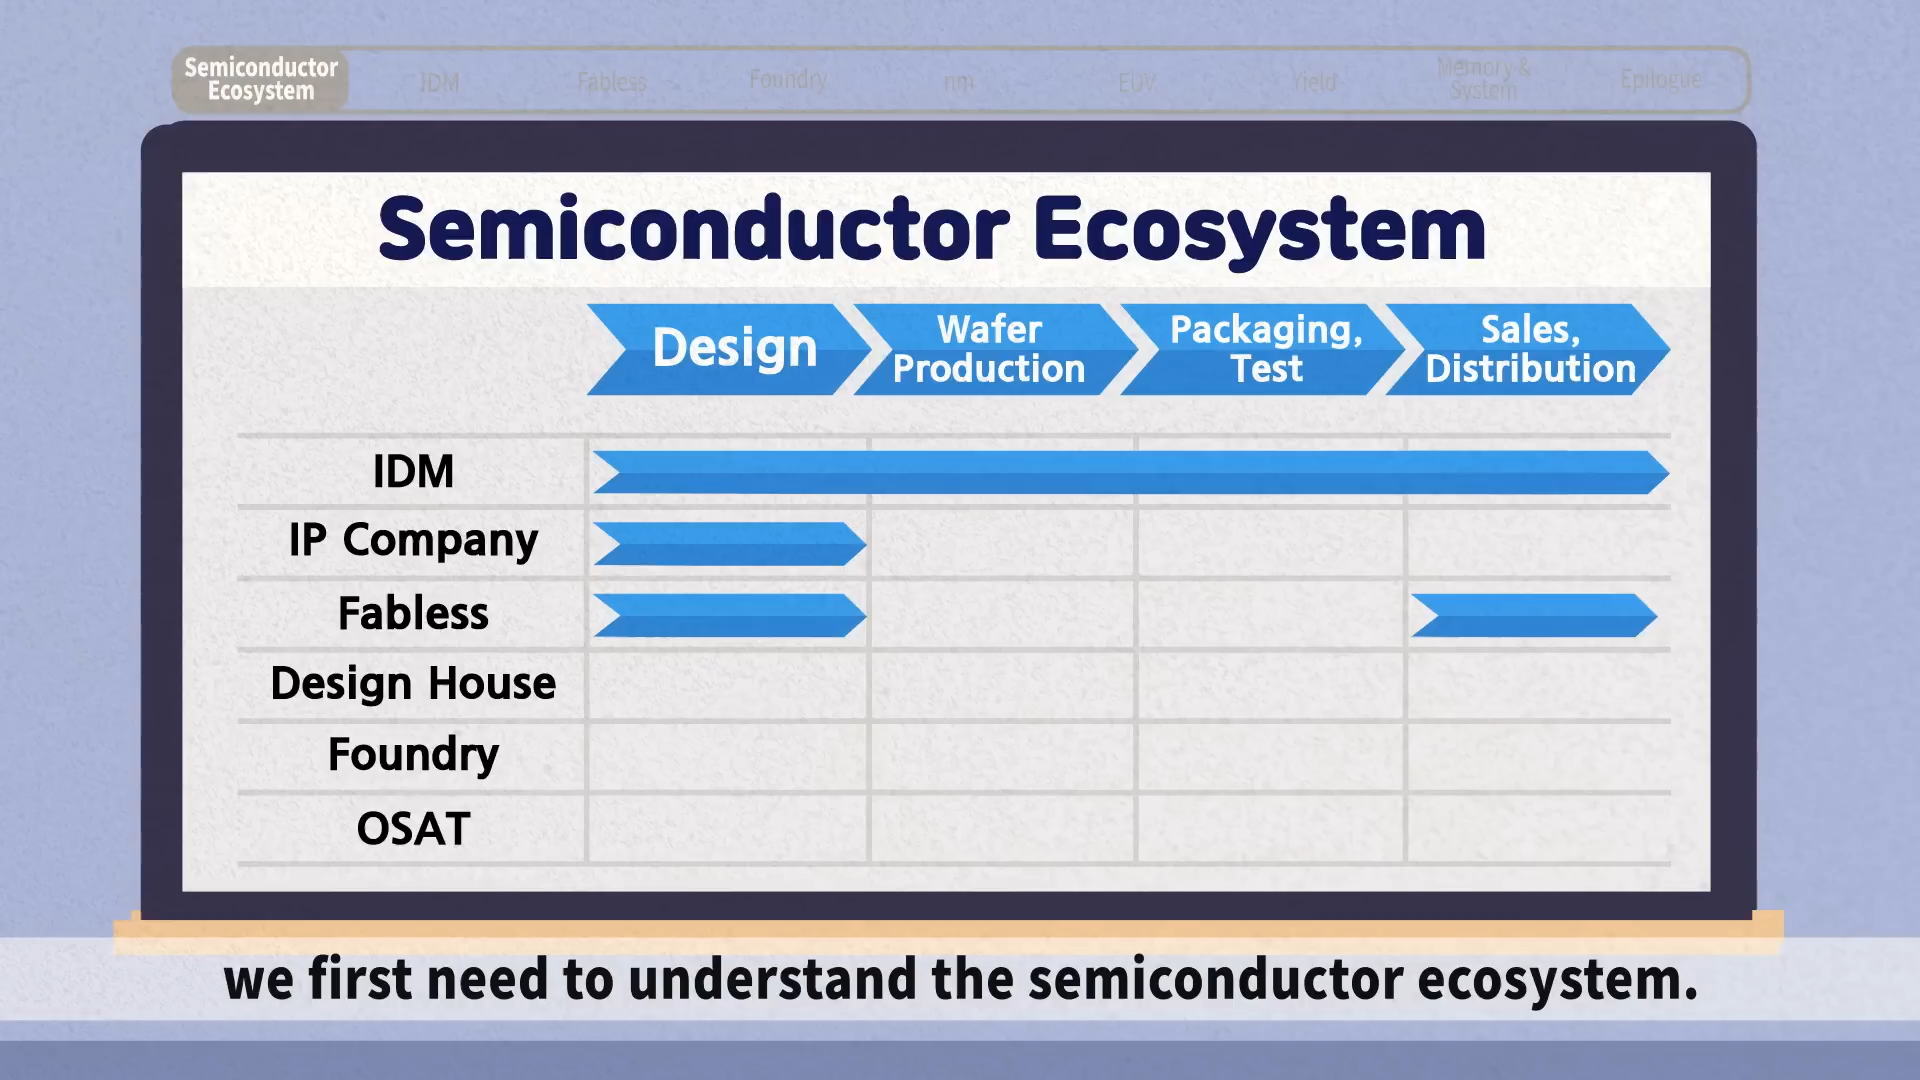 Semiconductor
Ecosystem
IDM
Fabless
Foundry
nm
EUV
Yield
Memory &
System
Epilogue
Semiconductor Ecosystem
Design
Wafer
Production
Packaging,
Test
Sales,
Distribution
IDM
IP Company
Fabless
Design House
Foundry
OSAT
we first need to understand the semiconductor ecosystem.